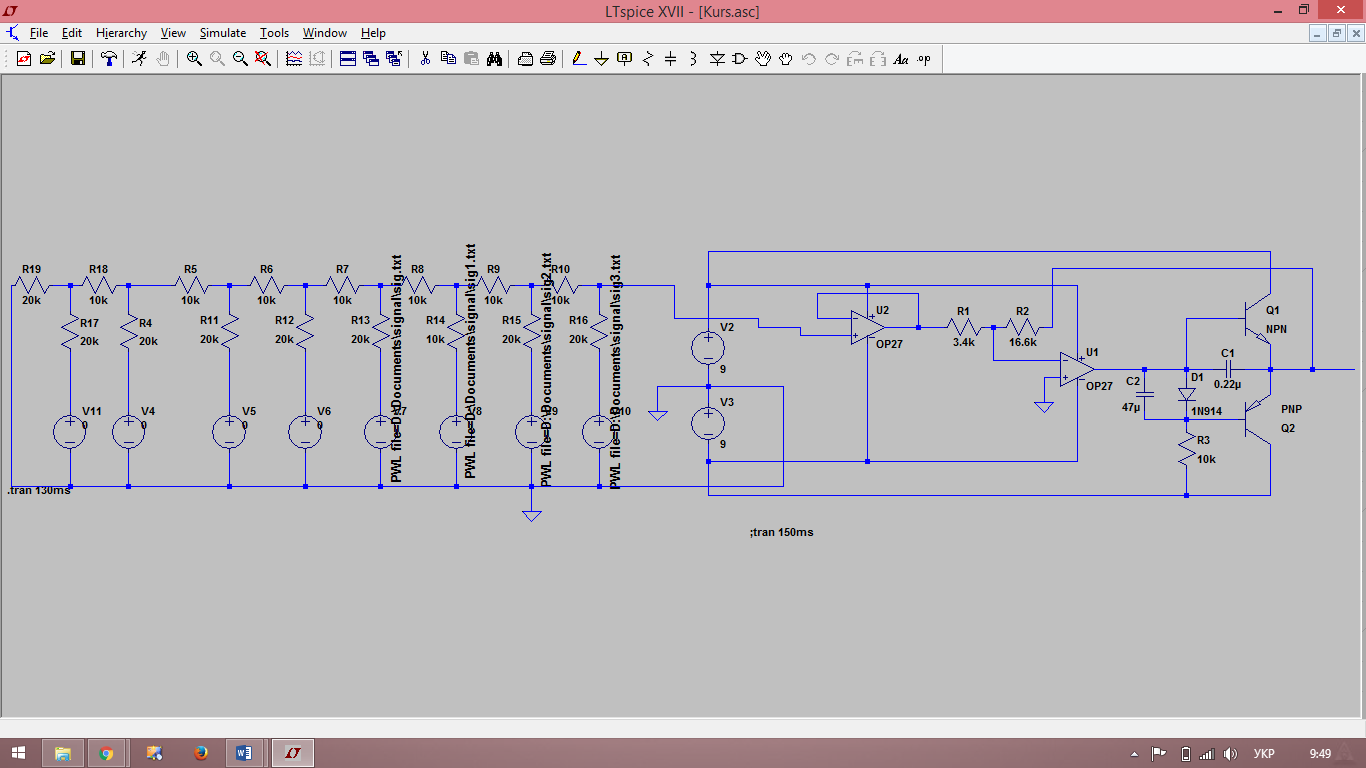 LTspice XVII - [Kurs.asc]
File Edit Hierarchy View Simulate Tools Window Help
R19
20k
R18
10k
R5
10k
R6
10k
R7
10k
R8
10k
R9
10k
R10
10k
R17
20k
R4
20k
R11
20k
R12
20k
R13
20k
R14
10k
R15
20k
R16
20k
V11
0
V4
0
V5
0
V6
0
V7
PWL file=D:\Documents\signal\sig.txt
V8
PWL file=D:\Documents\signal\sig1.txt
V9
PWL file=D:\Documents\signal\sig2.txt
V10
PWL file=D:\Documents\signal\sig3.txt
.tran 130ms
V2
9
V3
9
U2
OP27
R1
3.4k
R2
16.6k
U1
OP27
C2
47µ
D1
1N914
C1
0.22µ
R3
10k
Q1
NPN
PNP
Q2
;tran 150ms
УКР
9:49